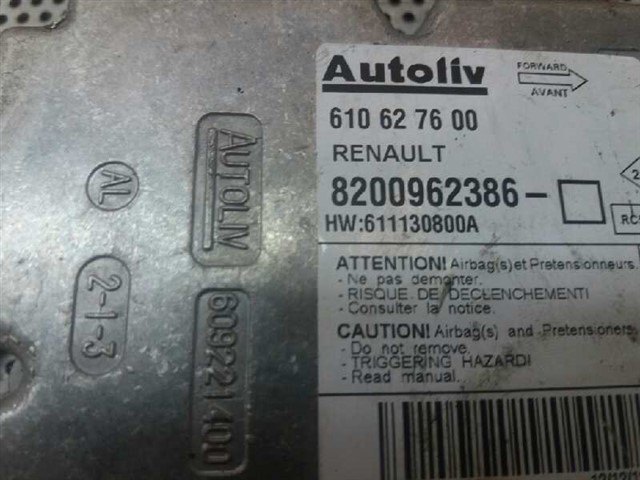 Autoliv
FORWARD
AVANT
610 62 76 00
RENAULT
8200962386-
HW:611130800A
ATTENTION! Airbag(s)et Pretensionneurs
- Ne pas demonter.
- RISQUE DE DECLENCHEMENT!
- Consulter la notice.
CAUTION! Airbag(s) and Pretensioners
- Do not remove.
- TRIGGERING HAZARD!
- Read manual.
AUTOLIV
AL
2-1-3
609221400
2